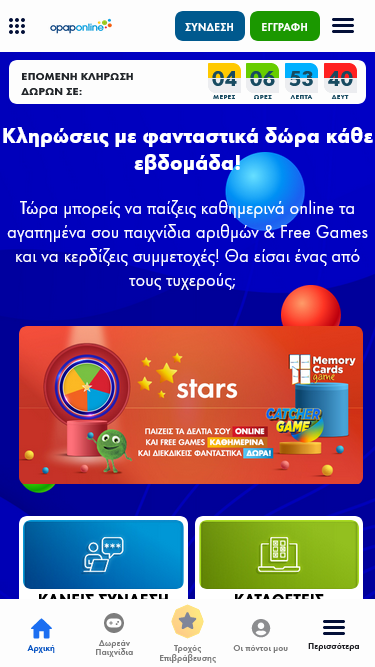 opaponline
ΣΥΝΔΕΣΗ
ΕΓΓΡΑΦΗ
ΕΠΟΜΕΝΗ ΚΛΗΡΩΣΗ
ΔΩΡΩΝ ΣΕ:
04 06 53 40
ΜΕΡΕΣ ΩΡΕΣ ΛΕΠΤΑ ΔΕΥΤ
Κληρώσεις με φανταστικά δώρα κάθε
εβδομάδα!
Τώρα μπορείς να παίζεις καθημερινά online τα
αγαπημένα σου παιχνίδια αριθμών & Free Games
και να κερδίζεις συμμετοχές! Θα είσαι ένας από
τους τυχερούς;
stars
Memory
Cards
game
CATCHER
GAME
ΠΑΙΖΕΙΣ ΤΑ ΔΕΛΤΙΑ ΣΟΥ ONLINE
ΚΑΙ FREE GAMES ΚΑΘΗΜΕΡΙΝΑ
ΚΑΙ ΔΙΕΚΔΙΚΕΙΣ ΦΑΝΤΑΣΤΙΚΑ ΔΩΡΑ!
ΚΑΝΕΙΣ ΣΥΝΔΕΣΗ
ΚΑΤΑΘΕΤΕΙΣ
Αρχική
Δωρεάν
Παιχνίδια
Τροχός
Επιβράβευσης
Οι πόντοι μου
Περισσότερα